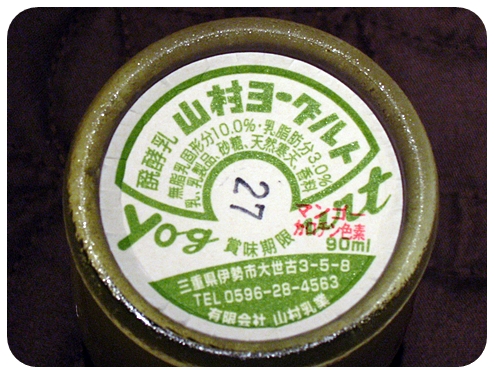 山村ヨーグルト
醗酵乳
無脂乳固形分10.0%・乳脂肪分3.0%
乳、乳製品、砂糖、天然寒天、香料
27
Yog
urt
マンゴー
カロチン色素
賞味期限
90ml
三重県伊勢市大世古3-5-8
TEL 0596-28-4563
有限会社 山村乳業